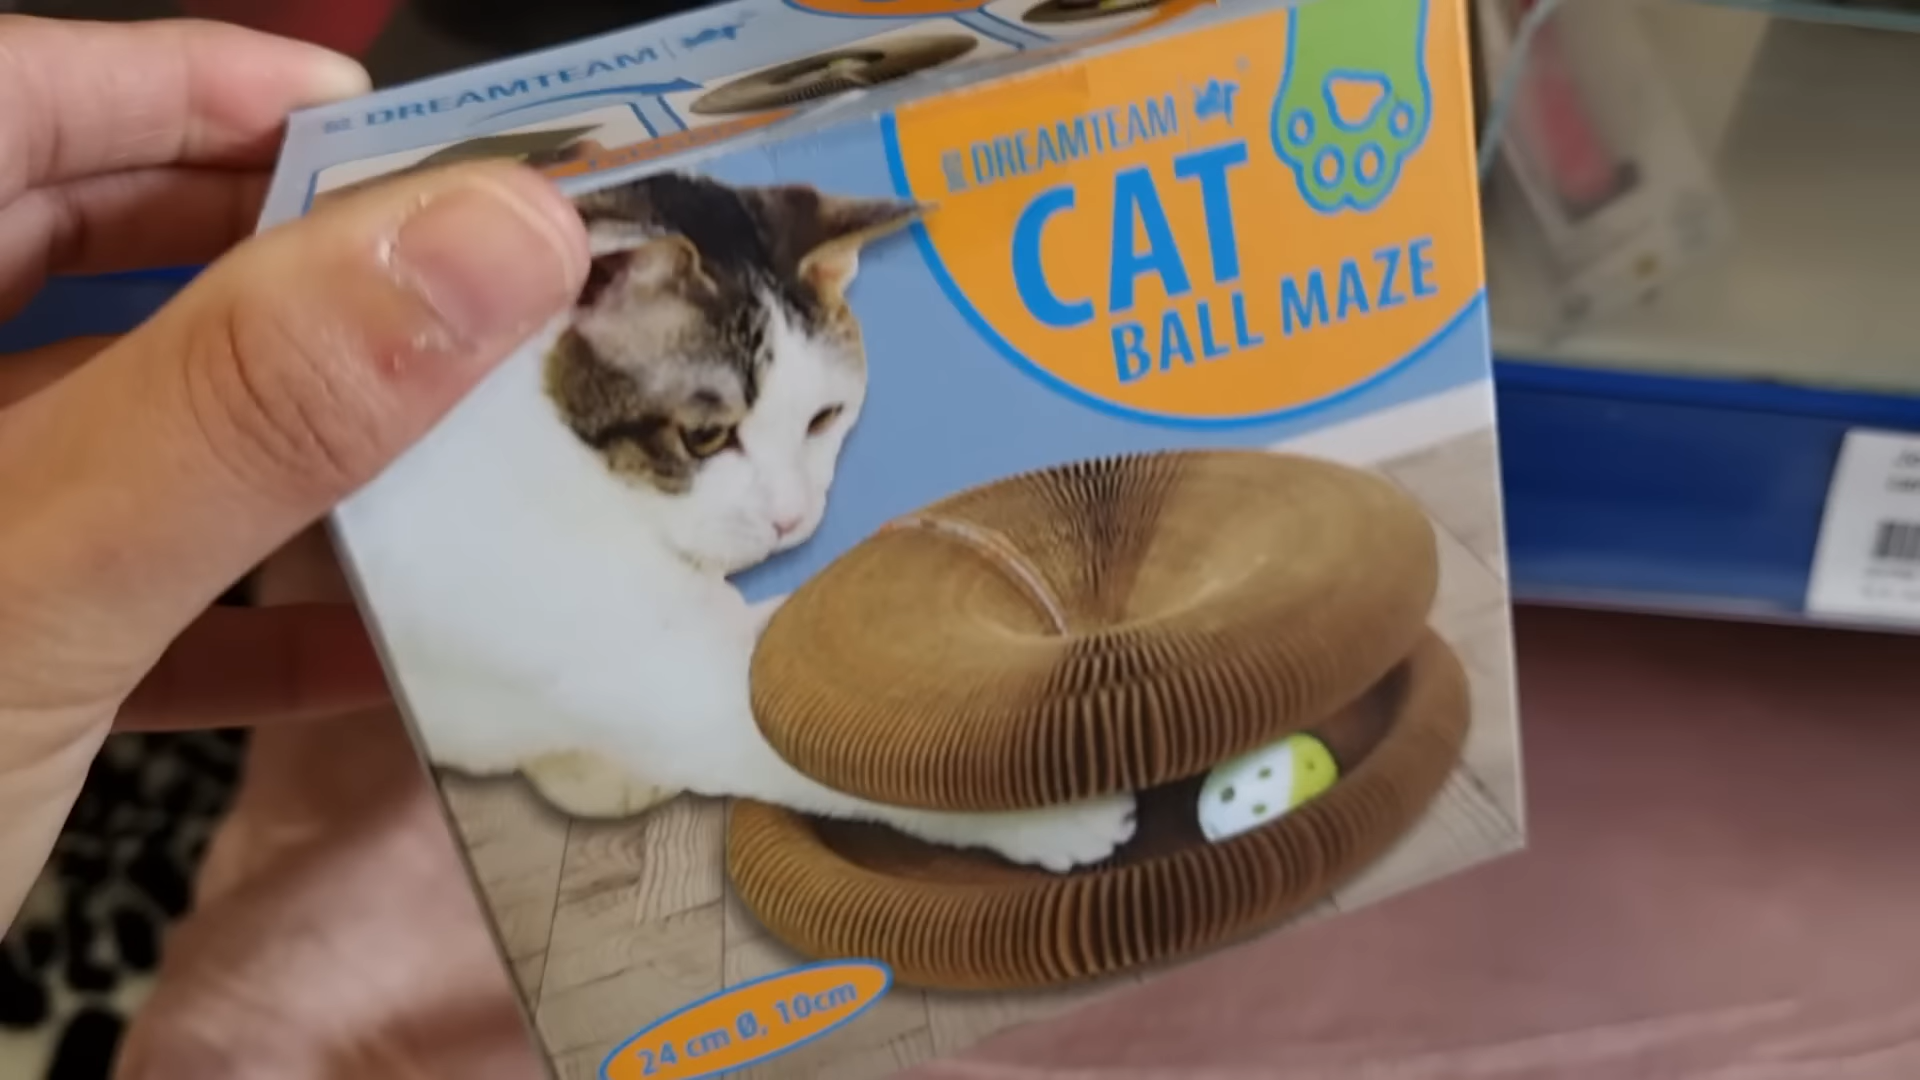 DREAMTEAM
DREAMTEAM
CAT
BALL MAZE
24 cm Ø, 10cm